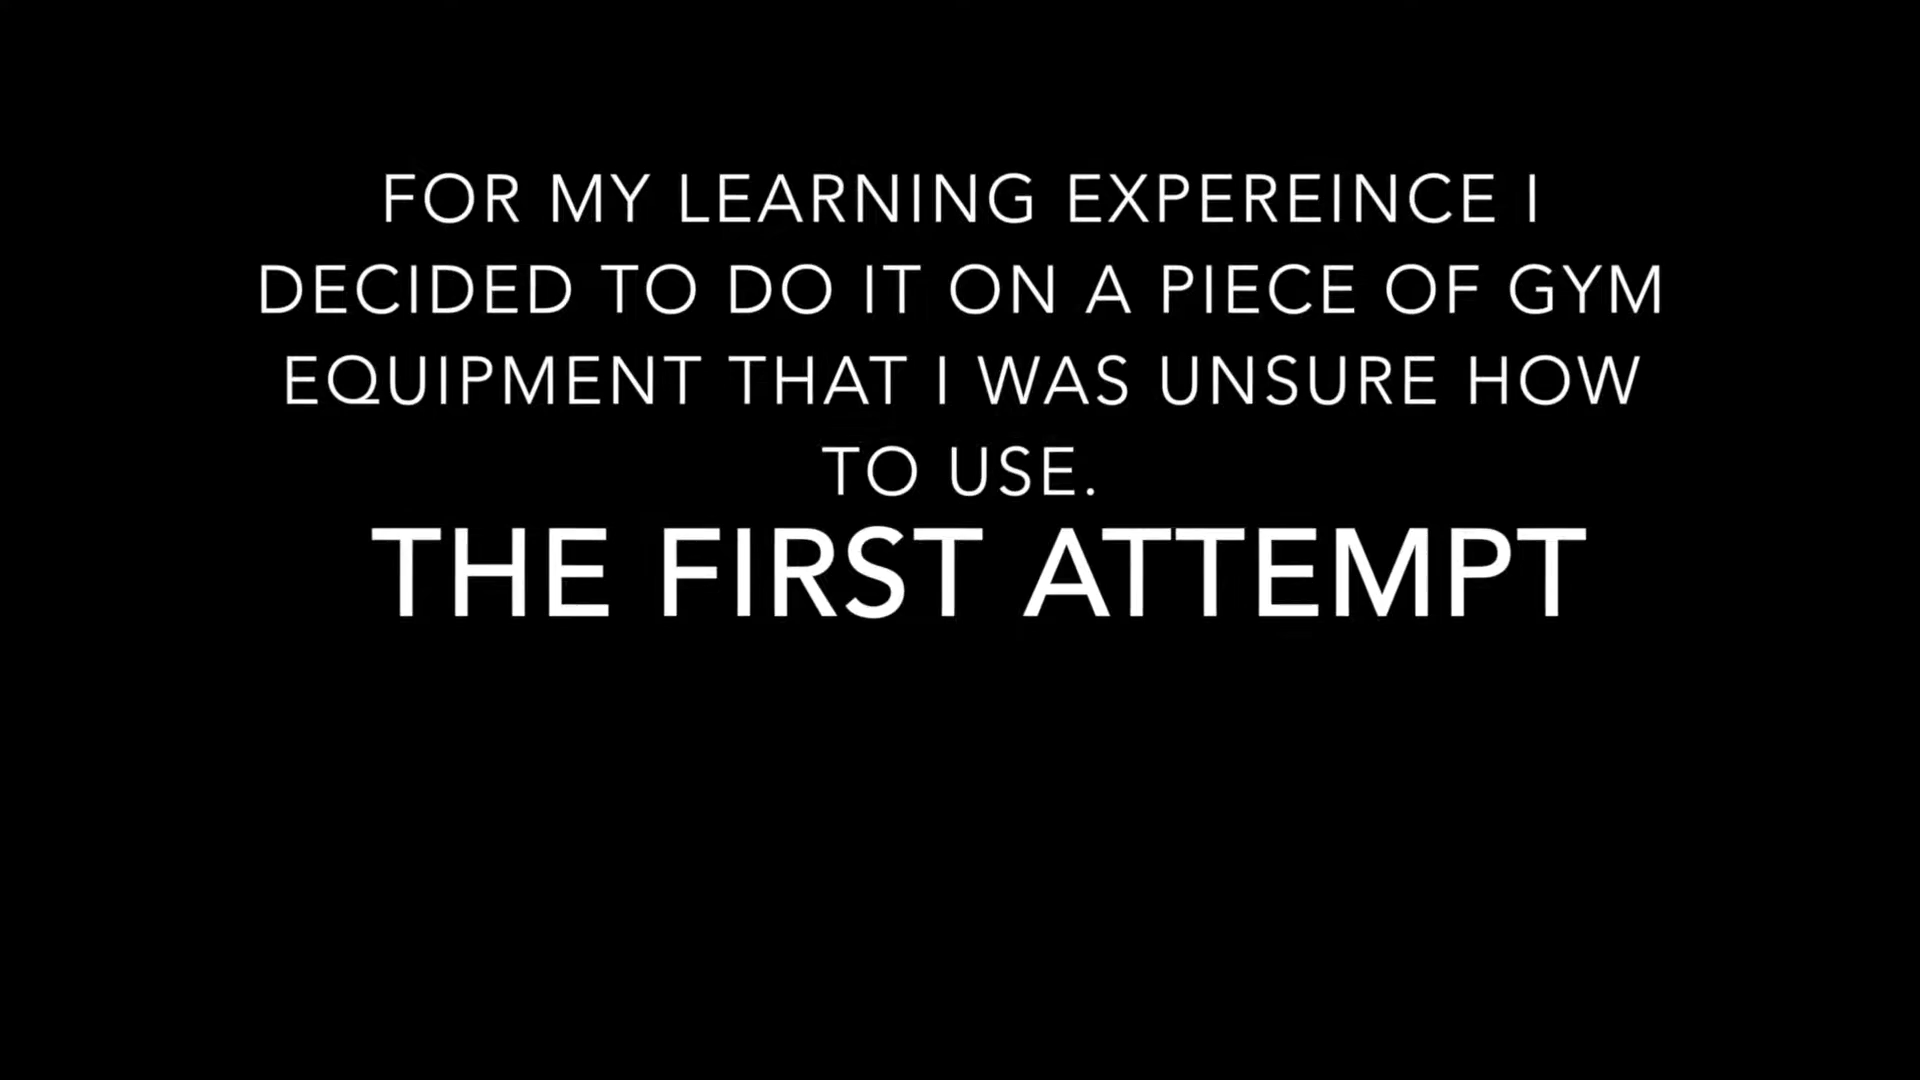 FOR MY LEARNING EXPEREINCE I
DECIDED TO DO IT ON A PIECE OF GYM
EQUIPMENT THAT I WAS UNSURE HOW
TO USE.
THE FIRST ATTEMPT